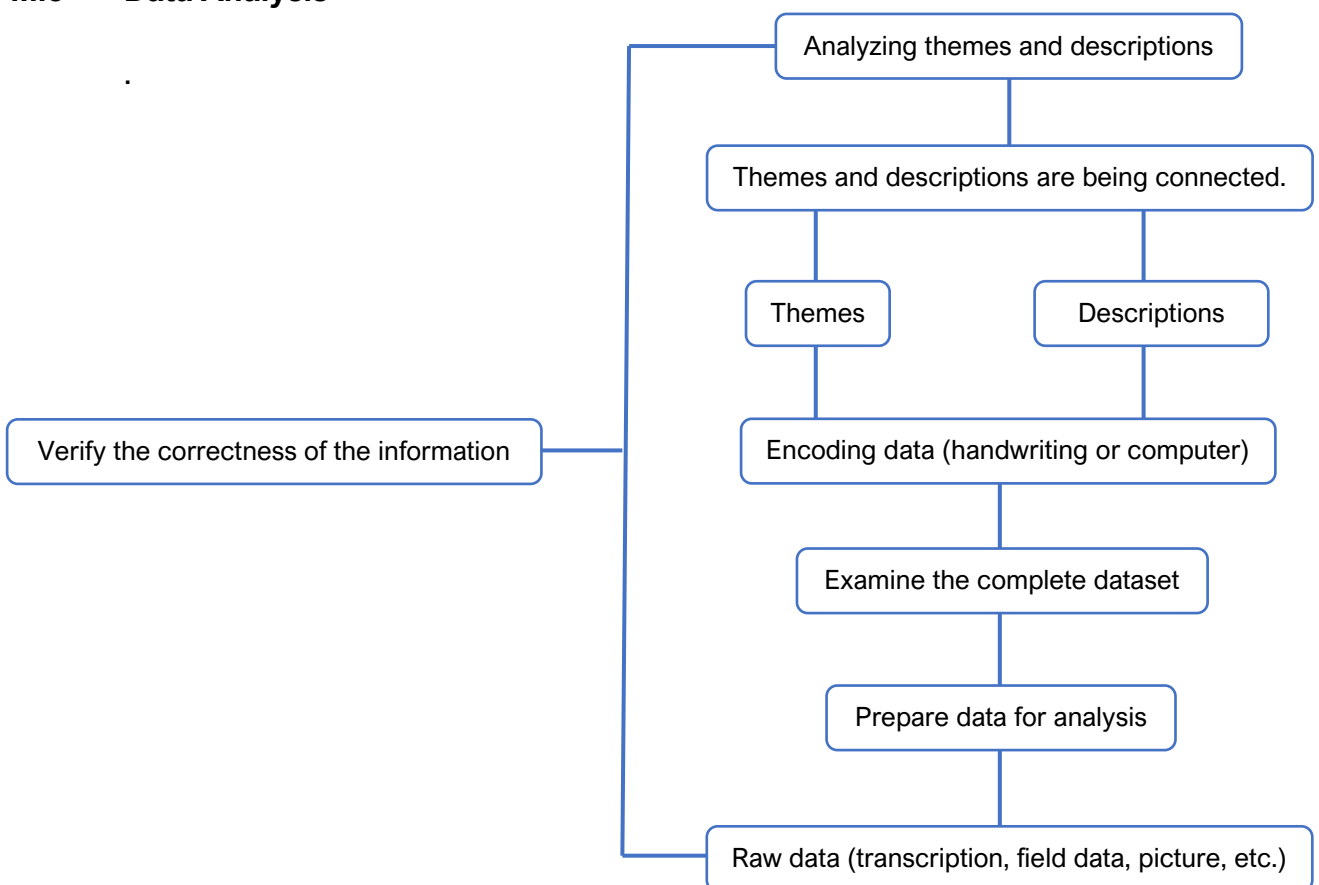 Data Analysis
.
Analyzing themes and descriptions
Themes and descriptions are being connected.
Themes
Descriptions
Verify the correctness of the information
Encoding data (handwriting or computer)
Examine the complete dataset
Prepare data for analysis
Raw data (transcription, field data, picture, etc.)